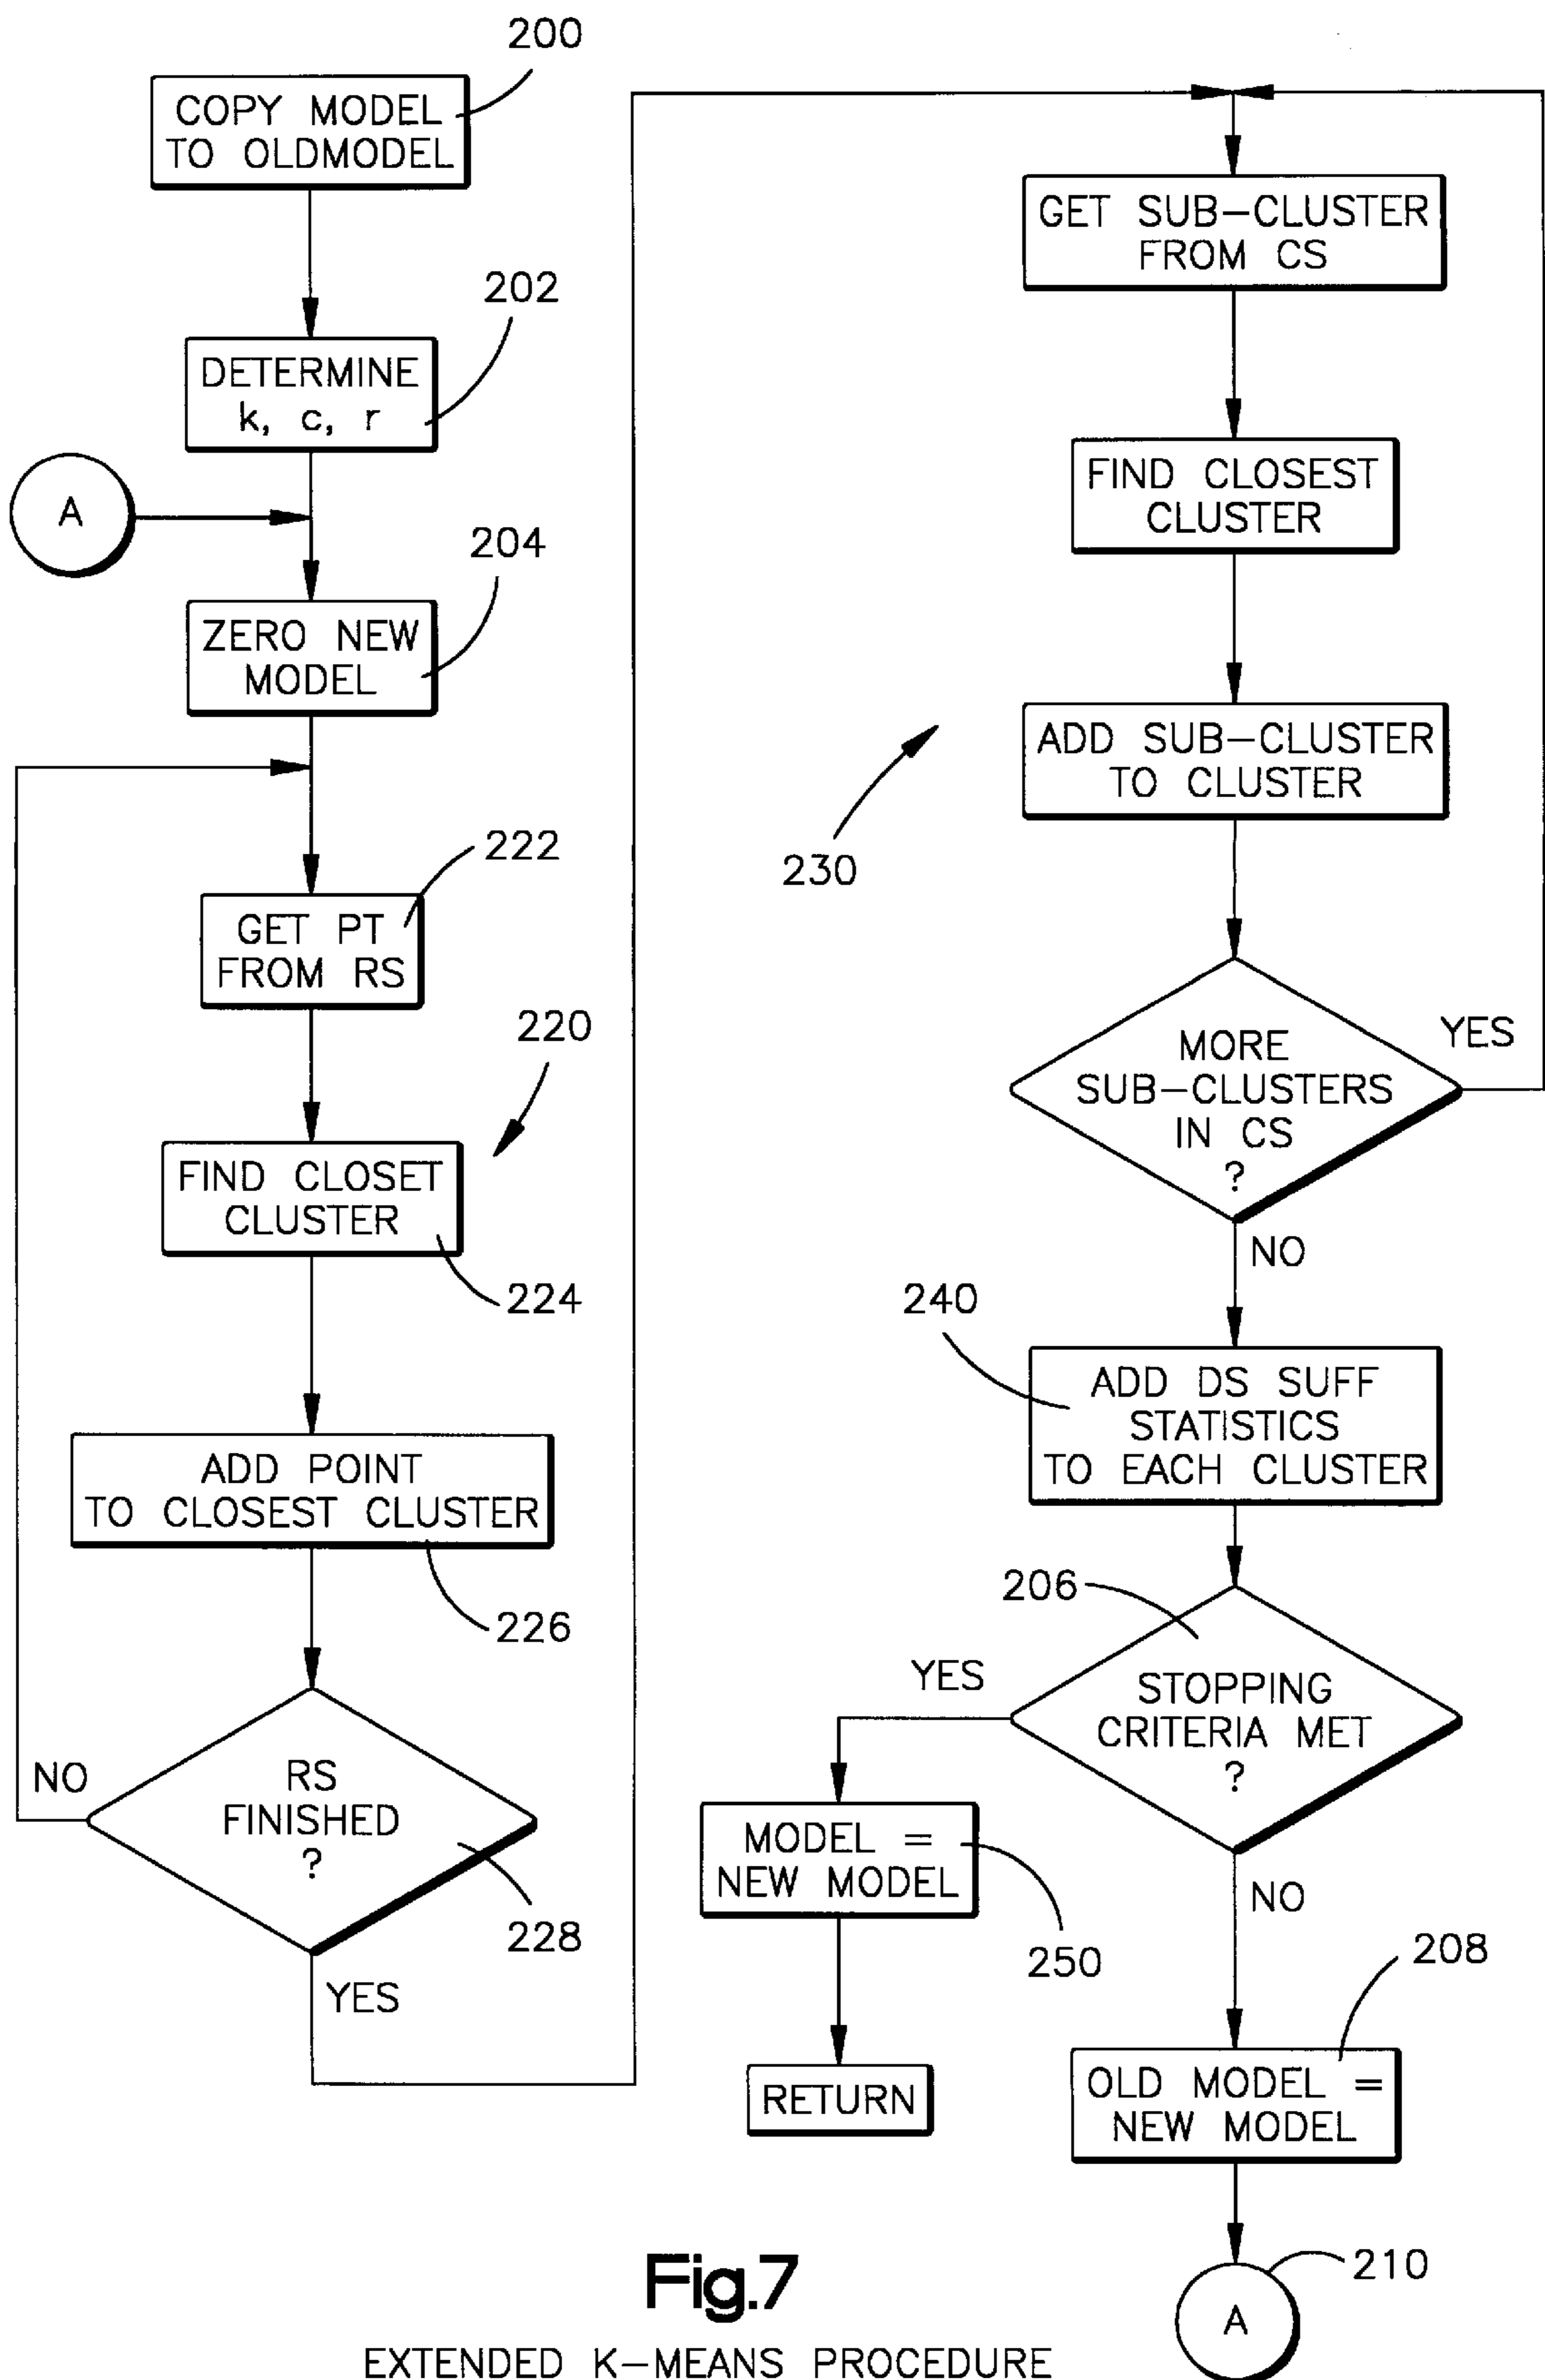 200
COPY MODEL
TO OLDMODEL
202
DETERMINE
k, c, r
A
204
ZERO NEW
MODEL
222
GET PT
FROM RS
220
FIND CLOSET
CLUSTER
224
ADD POINT
TO CLOSEST CLUSTER
226
RS
FINISHED
?
NO
228
YES
GET SUB-CLUSTER
FROM CS
FIND CLOSEST
CLUSTER
ADD SUB-CLUSTER
TO CLUSTER
230
MORE
SUB-CLUSTERS
IN CS
?
YES
NO
240
ADD DS SUFF
STATISTICS
TO EACH CLUSTER
206
STOPPING
CRITERIA MET
?
YES
MODEL =
NEW MODEL
250
RETURN
NO
208
OLD MODEL =
NEW MODEL
210
A
Fig.7
EXTENDED K-MEANS PROCEDURE